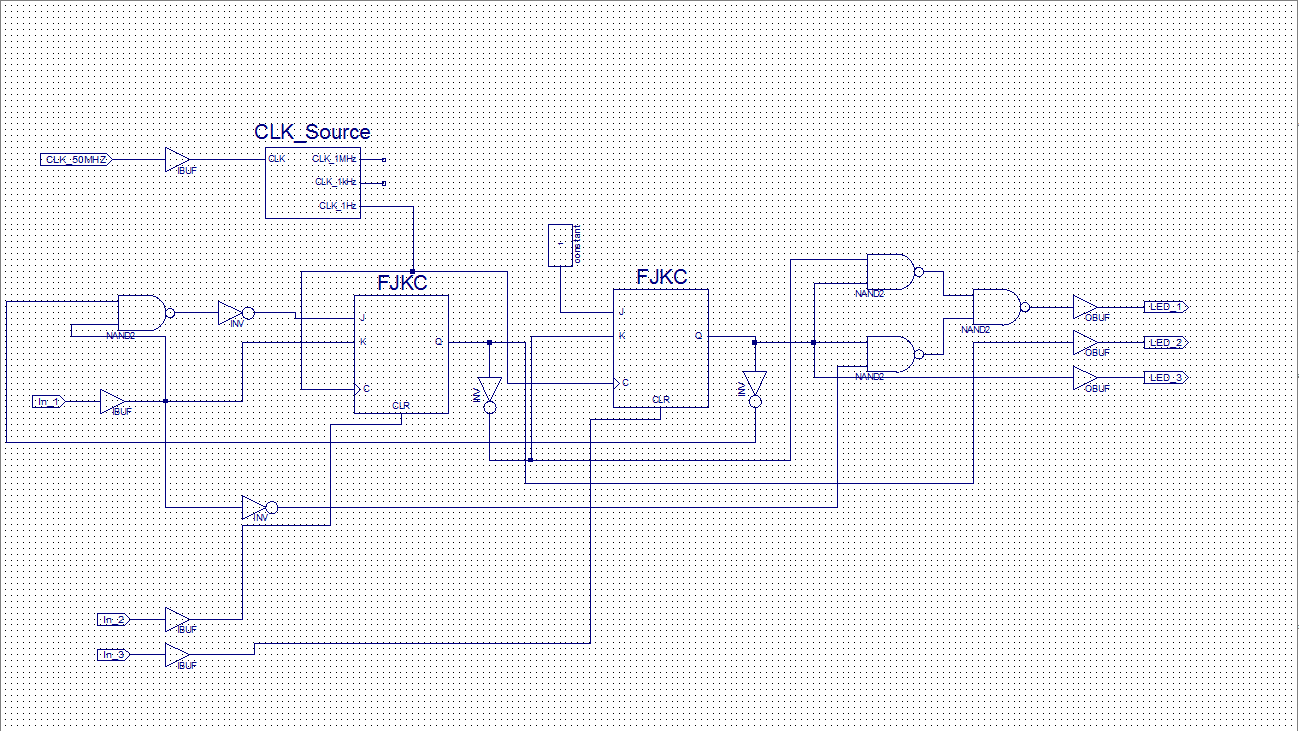 CLK_Source
CLK_50MHZ
IBUF
CLK
CLK_1MHz
CLK_1kHz
CLK_1Hz
constant
FJKC
FJKC
NAND2
INV
J
K
Q
C
CLR
J
K
Q
C
CLR
INV
INV
NAND2
NAND2
NAND2
OBUF
LED_1
OBUF
LED_2
OBUF
LED_3
In_1
IBUF
INV
In_2
IBUF
In_3
IBUF